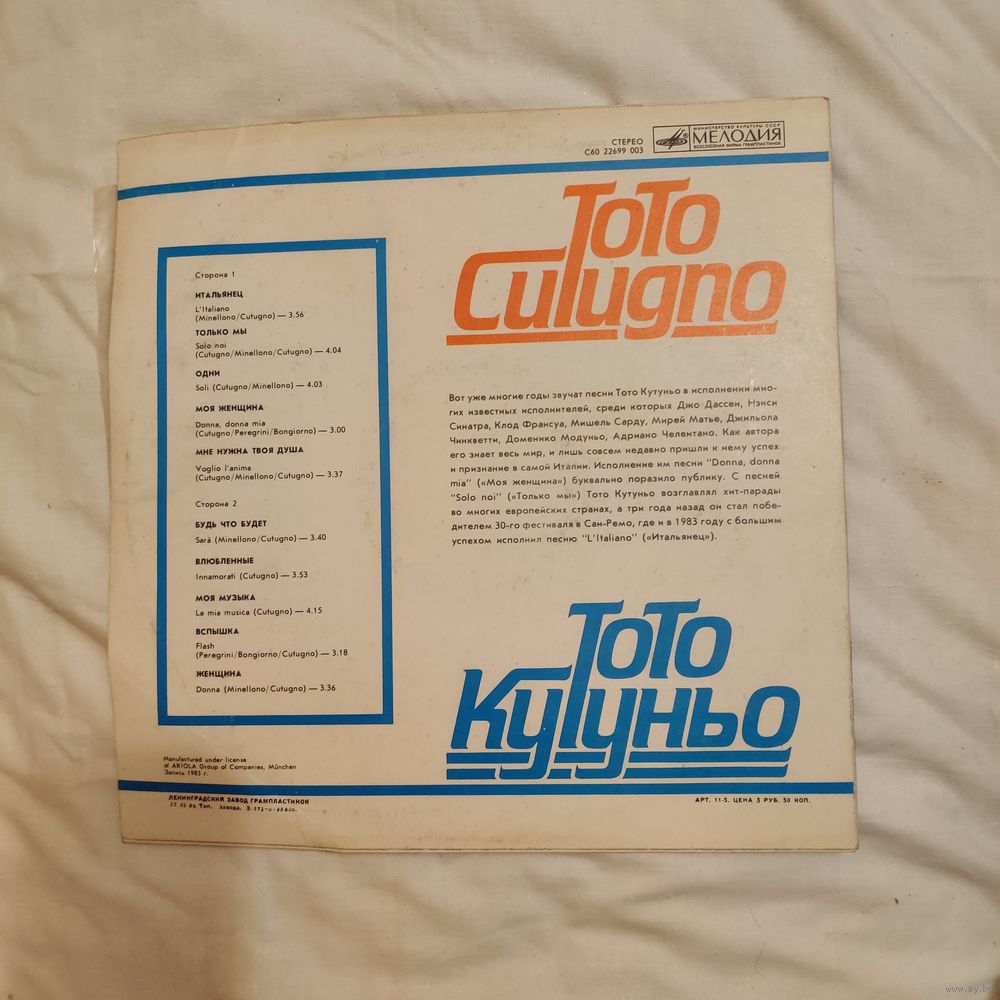 СТЕРЕО
С60 22699 003
МИНИСТЕРСТВО КУЛЬТУРЫ СССР
МЕЛОДИЯ
ВСЕСОЮЗНАЯ ФИРМА ГРАМПЛАСТИНОК
ТоТо
Cutugno
Сторона 1
ИТАЛЬЯНЕЦ
L'Italiano
(Minellono/Cutugno) — 3.56
ТОЛЬКО МЫ
Solo noi
(Cutugno/Minellono/Cutugno) — 4.04
ОДНИ
Soli (Cutugno/Minellono) — 4.03
МОЯ ЖЕНЩИНА
Donna, donna mia
(Cutugno/Peregrini/Bongiorno) — 3.00
МНЕ НУЖНА ТВОЯ ДУША
Voglio l'anima
(Cutugno/Minellono/Cutugno) — 3.37
Сторона 2
БУДЬ ЧТО БУДЕТ
Sarà (Minellono/Cutugno) — 3.40
ВЛЮБЛЕННЫЕ
Innamorati (Cutugno) — 3.53
МОЯ МУЗЫКА
La mia musica (Cutugno) — 4.15
ВСПЫШКА
Flash
(Peregrini/Bongiorno/Cutugno) — 3.18
ЖЕНЩИНА
Donna (Minellono/Cutugno) — 3.36
Вот уже многие годы звучат песни Тото Кутуньо в исполнении мно-
гих известных исполнителей, среди которых Джо Дассен, Нэнси
Синатра, Клод Франсуа, Мишель Сарду, Мирей Матье, Джильола
Чинкветти, Доменико Модуньо, Адриано Челентано. Как автора
его знает весь мир, и лишь совсем недавно пришли к нему успех
и признание в самой Италии. Исполнение им песни "Donna, donna
mia" («Моя женщина») буквально поразило публику. С песней
"Solo noi" («Только мы») Тото Кутуньо возглавлял хит-парады
во многих европейских странах, а три года назад он стал побе-
дителем 30-го фестиваля в Сан-Ремо, где и в 1983 году с большим
успехом исполнил песню "L'Italiano" («Итальянец»).
ТоТо
Кутуньо
Manufactured under license
of ARIOLA Group of Companies, München
Запись 1983 г.
ЛЕНИНГРАДСКИЙ ЗАВОД ГРАМПЛАСТИНОК
Тип. завода. З.
АРТ. 11-5. ЦЕНА 3 РУБ. 50 КОП.
www.ay.by